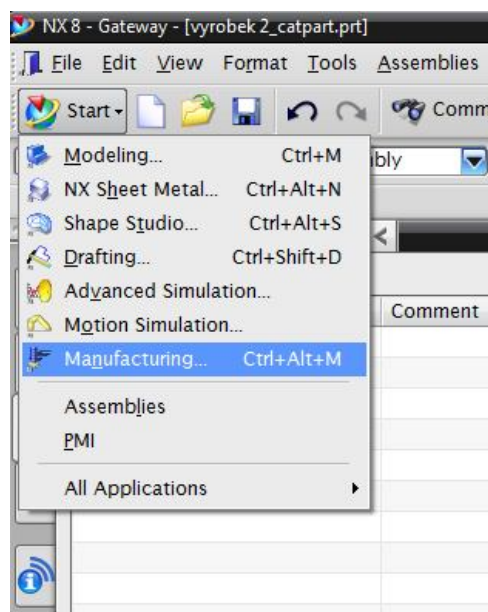 NX 8 - Gateway - [vyrobek 2_catpart.prt]
File Edit View Format Tools Assemblies
Start Comm
Modeling... Ctrl+M
NX Sheet Metal... Ctrl+Alt+N
Shape Studio... Ctrl+Alt+S
Drafting... Ctrl+Shift+D
Advanced Simulation...
Motion Simulation...
Manufacturing... Ctrl+Alt+M
Assemblies
PMI
All Applications
bly
Comment